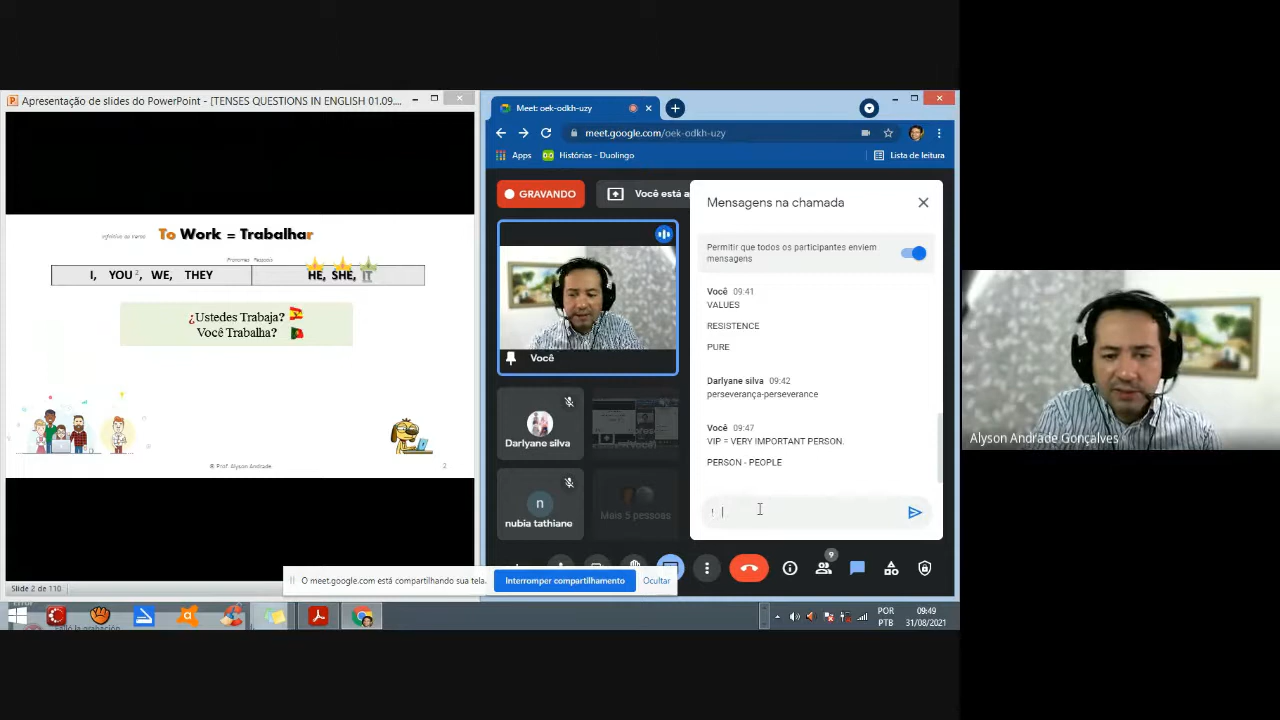 Apresentação de slides do PowerPoint - [TENSES QUESTIONS IN ENGLISH 01.09....
To Work = Trabalhar
Pronomes Pessoais
I, YOU 2, WE, THEY
HE, SHE, IT
¿Ustedes Trabaja?
Você Trabalha?
® Prof. Alyson Andrade
2
Slide 2 de 110
Meet: oek-odkh-uzy
meet.google.com/oek-odkh-uzy
Apps
Histórias - Duolingo
Lista de leitura
GRAVANDO
Você está a
Você
Darlyane silva
n
nubia tathiane
Mais 5 pessoas
Mensagens na chamada
Permitir que todos os participantes enviem
mensagens
Você 09:41
VALUES
RESISTENCE
PURE
Darlyane silva 09:42
perseverança-perseverance
Você 09:47
VIP = VERY IMPORTANT PERSON.
PERSON - PEOPLE
!
9
O meet.google.com está compartilhando sua tela.
Interromper compartilhamento
Ocultar
POR
PTB
09:49
31/08/2021
Alyson Andrade Gonçalves